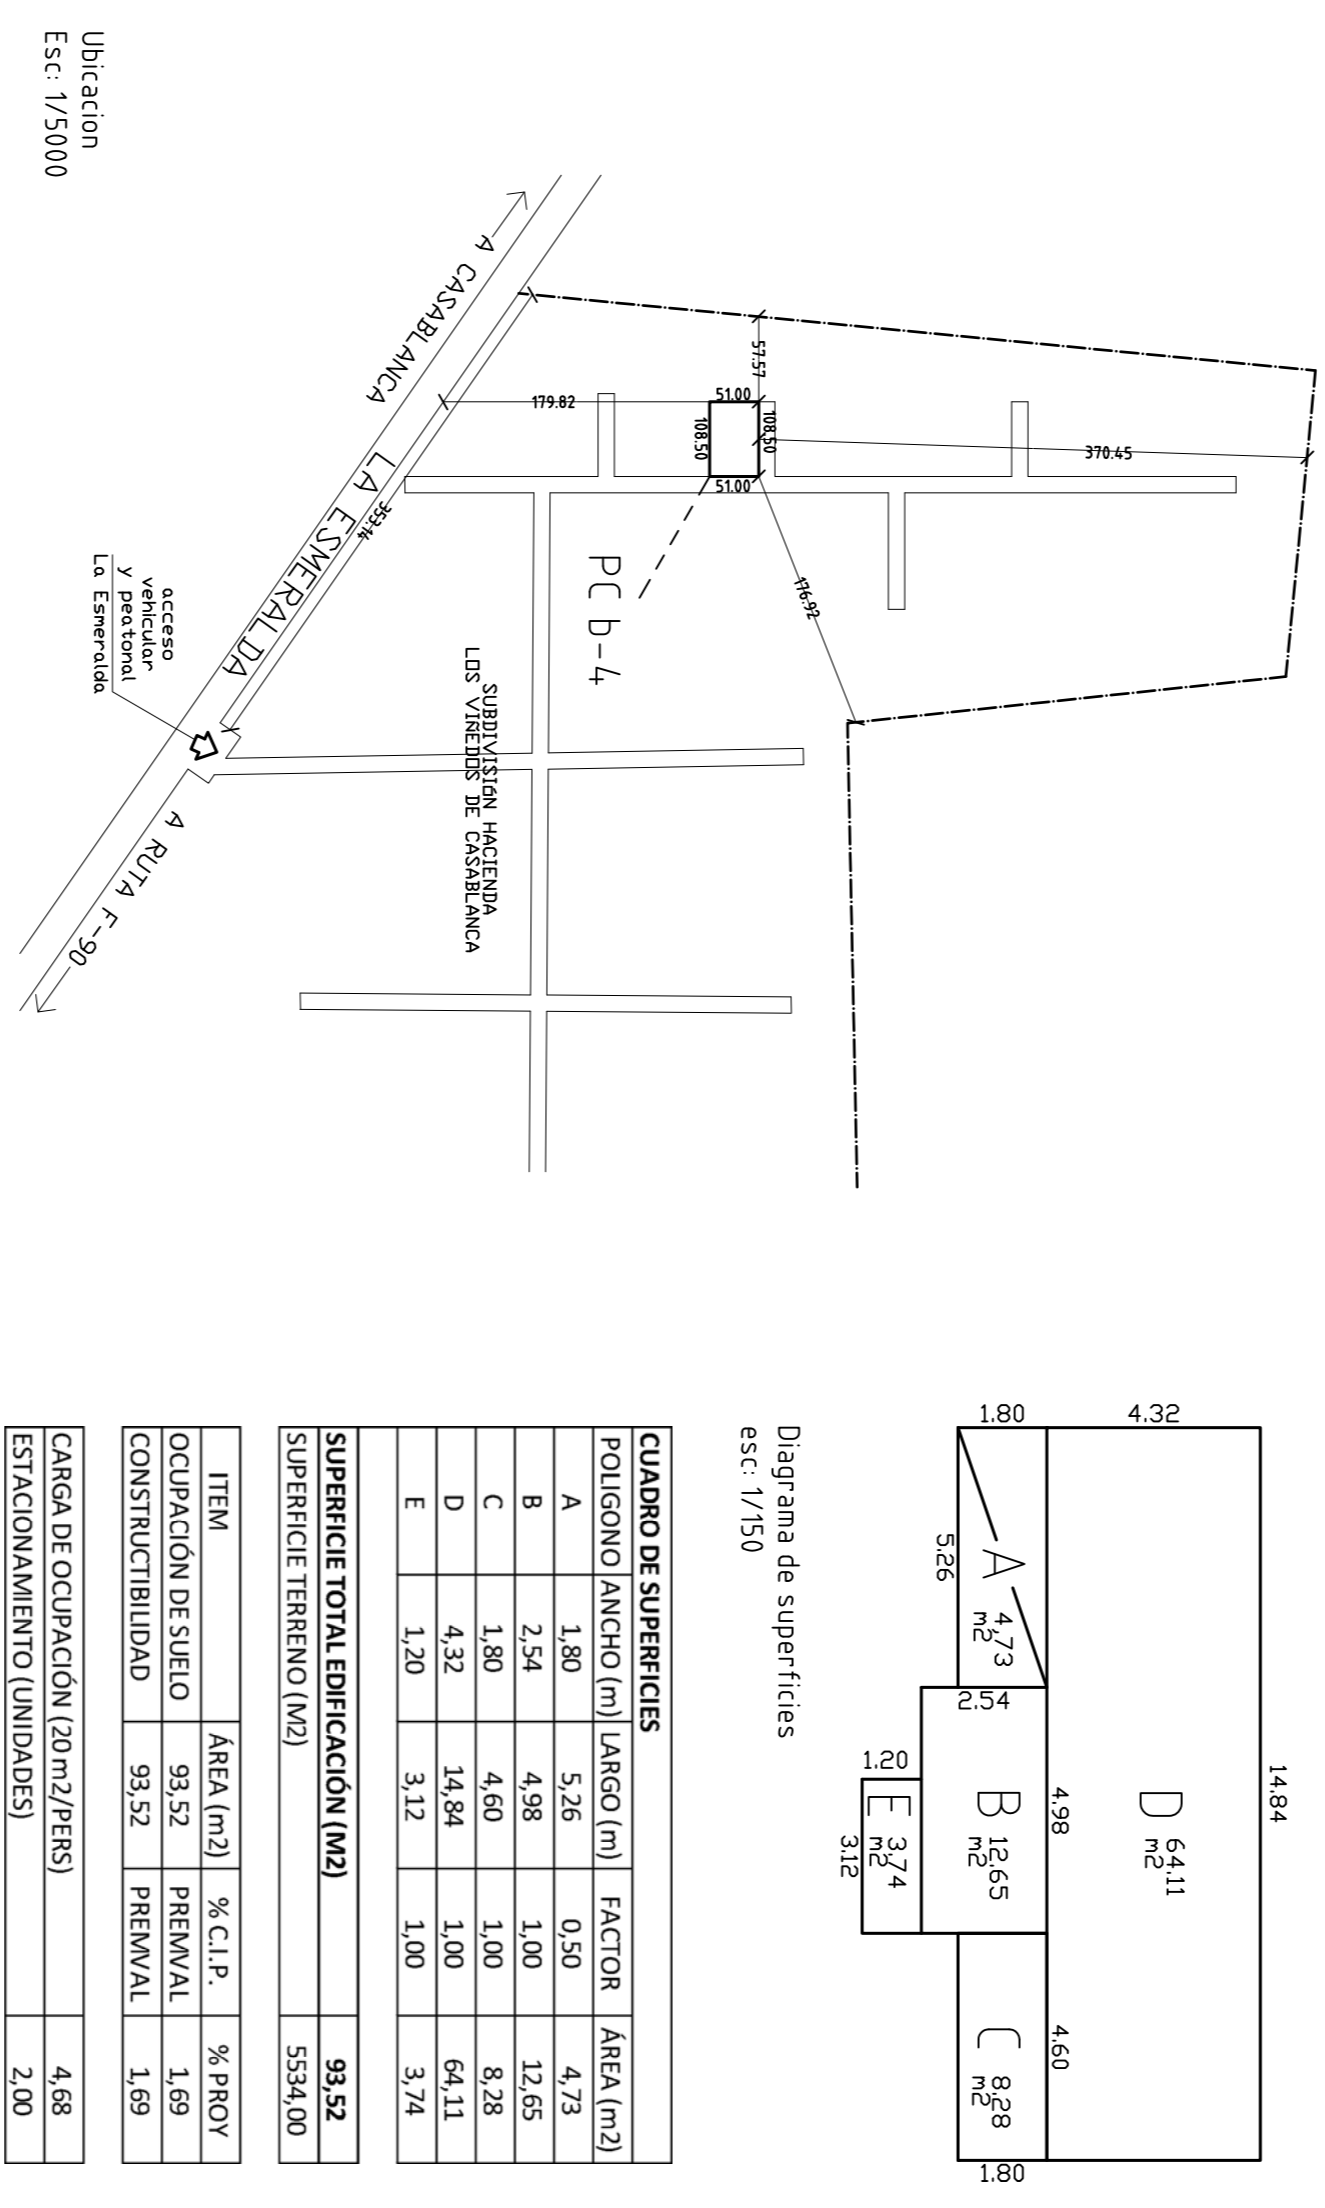 Ubicacion
Esc: 1/5000
A CASABLANCA
LA ESMERALDA
A RUTA F-90
353.14
179.82
57.57
51.00
108.50
108.50
51.00
370.45
176.92
PC b-4
SUBDIVISIÓN HACIENDA
LOS VIÑEDOS DE CASABLANCA
acceso
vehicular
y peatonal
La Esmeralda
14.84
4.32
1.80
D 64.11
m2
4.98
4.60
A 4,73
m2
5.26
2.54
B 12.65
m2
C 8,28
m2
1.80
1.20
E 3,74
m2
3.12
Diagrama de superficies
esc: 1/150
CUADRO DE SUPERFICIES
POLIGONO ANCHO (m) LARGO (m) FACTOR ÁREA (m2)
A 1,80 5,26 0,50 4,73
B 2,54 4,98 1,00 12,65
C 1,80 4,60 1,00 8,28
D 4,32 14,84 1,00 64,11
E 1,20 3,12 1,00 3,74
SUPERFICIE TOTAL EDIFICACIÓN (M2) 93,52
SUPERFICIE TERRENO (M2) 5534,00
ITEM ÁREA (m2) % C.I.P. % PROY
OCUPACIÓN DE SUELO 93,52 PREMVAL 1,69
CONSTRUCTIBILIDAD 93,52 PREMVAL 1,69
CARGA DE OCUPACIÓN (20 m2/PERS) 4,68
ESTACIONAMIENTO (UNIDADES) 2,00